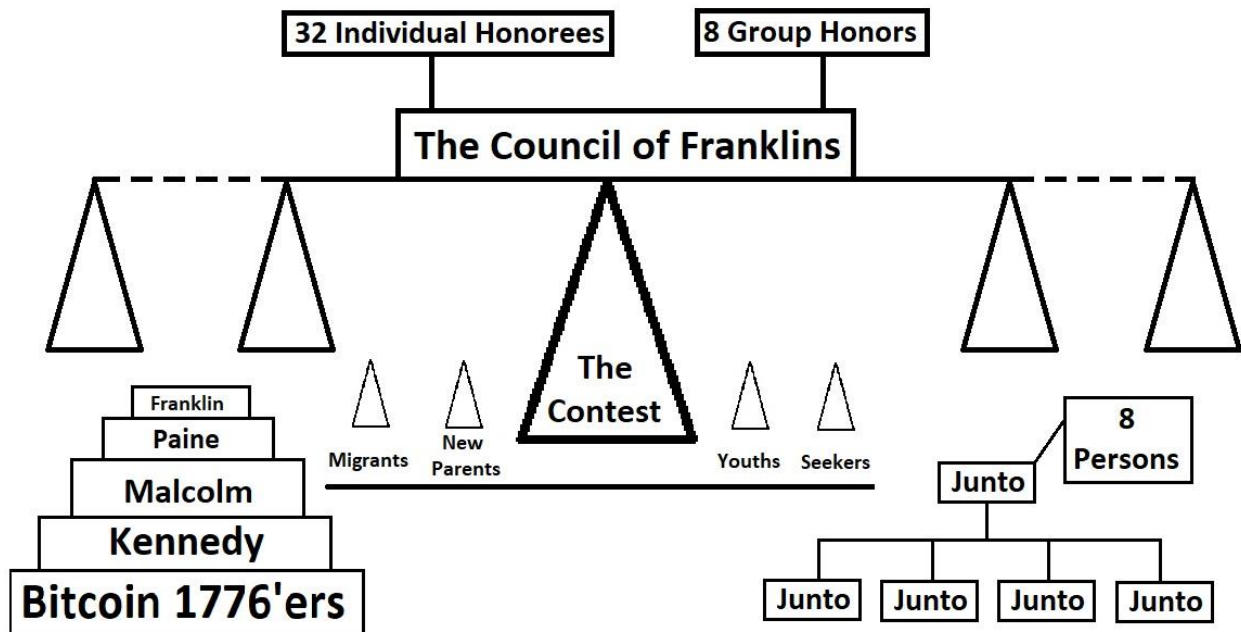 32 Individual Honorees
8 Group Honors
The Council of Franklins
The
Contest
Migrants
New
Parents
Youths
Seekers
Franklin
Paine
Malcolm
Kennedy
Bitcoin 1776'ers
8
Persons
Junto
Junto
Junto
Junto
Junto